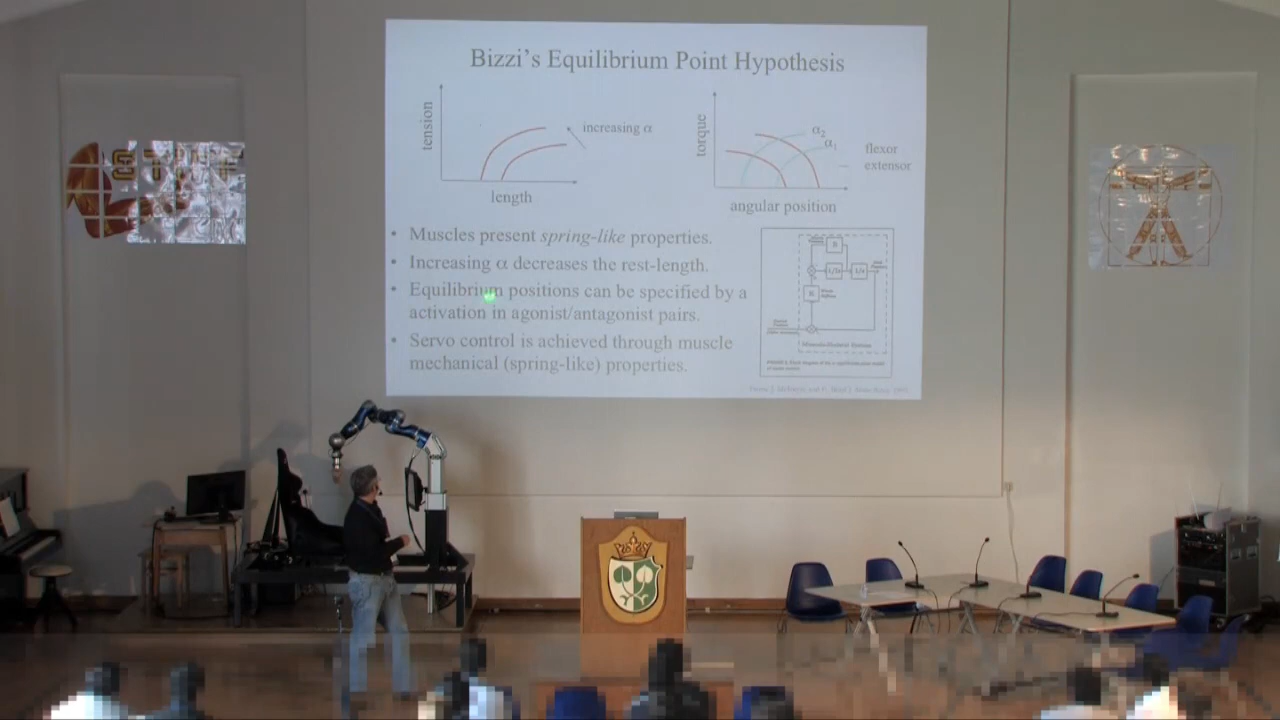 Bizzi's Equilibrium Point Hypothesis
tension
increasing α
length
torque
α2
α1
flexor
extensor
angular position
• Muscles present spring-like properties.
• Increasing α decreases the rest-length.
• Equilibrium positions can be specified by a
activation in agonist/antagonist pairs.
• Servo control is achieved through muscle
mechanical (spring-like) properties.
STIFF